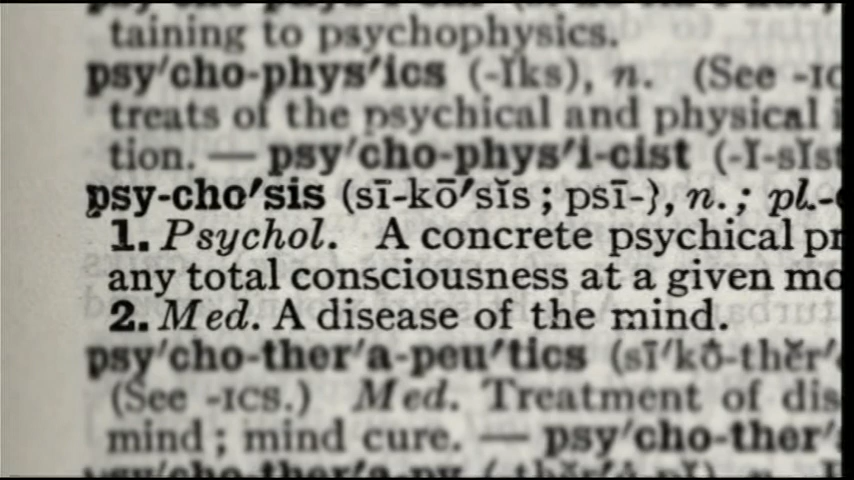 taining to psychophysics.
psy′cho-phys′ics (-ĭks), n. (See -IC
treats of the psychical and physical i
tion. — psy′cho-phys′i-cist (-ĭ-sĭst
psy-cho′sis (sī-kō′sĭs; psī-), n.; pl.-
1. Psychol. A concrete psychical pr
any total consciousness at a given mo
2. Med. A disease of the mind.
psy′cho-ther′a-peu′tics (sī′kō-thĕr′
(See -ICS.) Med. Treatment of dis
mind; mind cure. — psy′cho-ther′